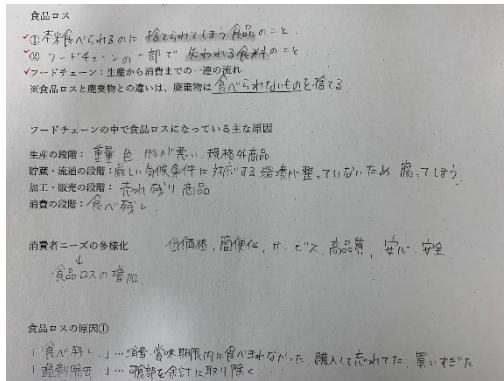 食品ロス
①本来食べられるのに捨てられてしまう食品のこと
②フードチェーンの一部で失われる食料のこと
フードチェーン：生産から消費までの一連の流れ
※食品ロスと廃棄物との違いは、廃棄物は食べられないものを捨てる
フードチェーンの中で食品ロスになっている主な原因
生産の段階：重量 色 形が悪い 規格外商品
貯蔵・流通の段階：厳しい気候条件に対応する環境が整っていないため 腐ってしまう
加工・販売の段階：売れ残り商品
消費の段階：食べ残し
消費者ニーズの多様化 低価格、簡便化、サービス、高品質、安心、安全
↓
食品ロスの増加
食品ロスの原因①
「食べ残し」…消費・賞味期限内に食べきれなかった 購入して忘れてた 買いすぎた
「過剰除去」…可食部を余計に取り除く